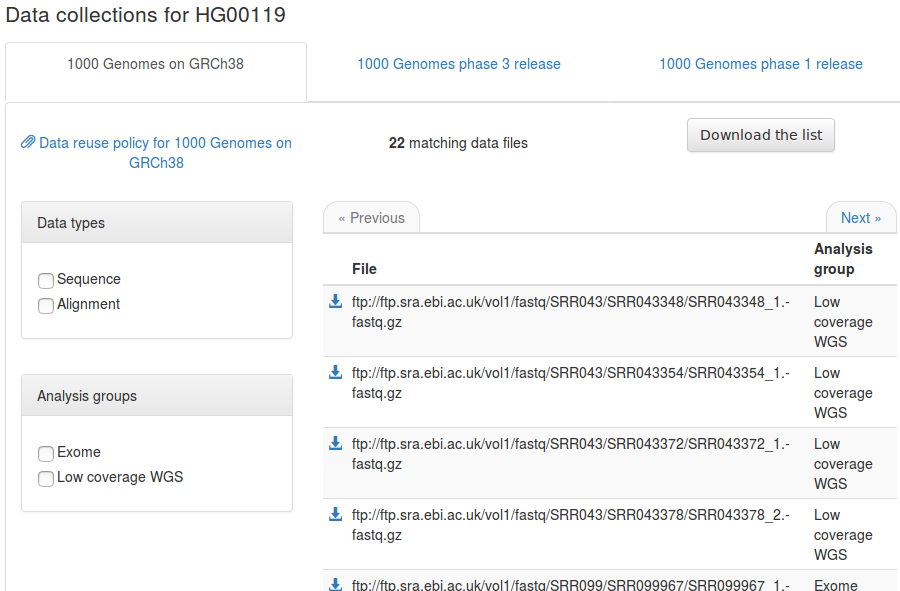 Data collections for HG00119
1000 Genomes on GRCh38
1000 Genomes phase 3 release
1000 Genomes phase 1 release
Data reuse policy for 1000 Genomes on
GRCh38
22 matching data files
Download the list
Data types
Sequence
Alignment
Analysis groups
Exome
Low coverage WGS
« Previous
Next »
File
Analysis
group
ftp://ftp.sra.ebi.ac.uk/vol1/fastq/SRR043/SRR043348/SRR043348_1.-
fastq.gz
Low
coverage
WGS
ftp://ftp.sra.ebi.ac.uk/vol1/fastq/SRR043/SRR043354/SRR043354_1.-
fastq.gz
Low
coverage
WGS
ftp://ftp.sra.ebi.ac.uk/vol1/fastq/SRR043/SRR043372/SRR043372_1.-
fastq.gz
Low
coverage
WGS
ftp://ftp.sra.ebi.ac.uk/vol1/fastq/SRR043/SRR043378/SRR043378_2.-
fastq.gz
Low
coverage
WGS
ftp://ftp.sra.ebi.ac.uk/vol1/fastq/SRR099/SRR099967/SRR099967_1.-
Exome